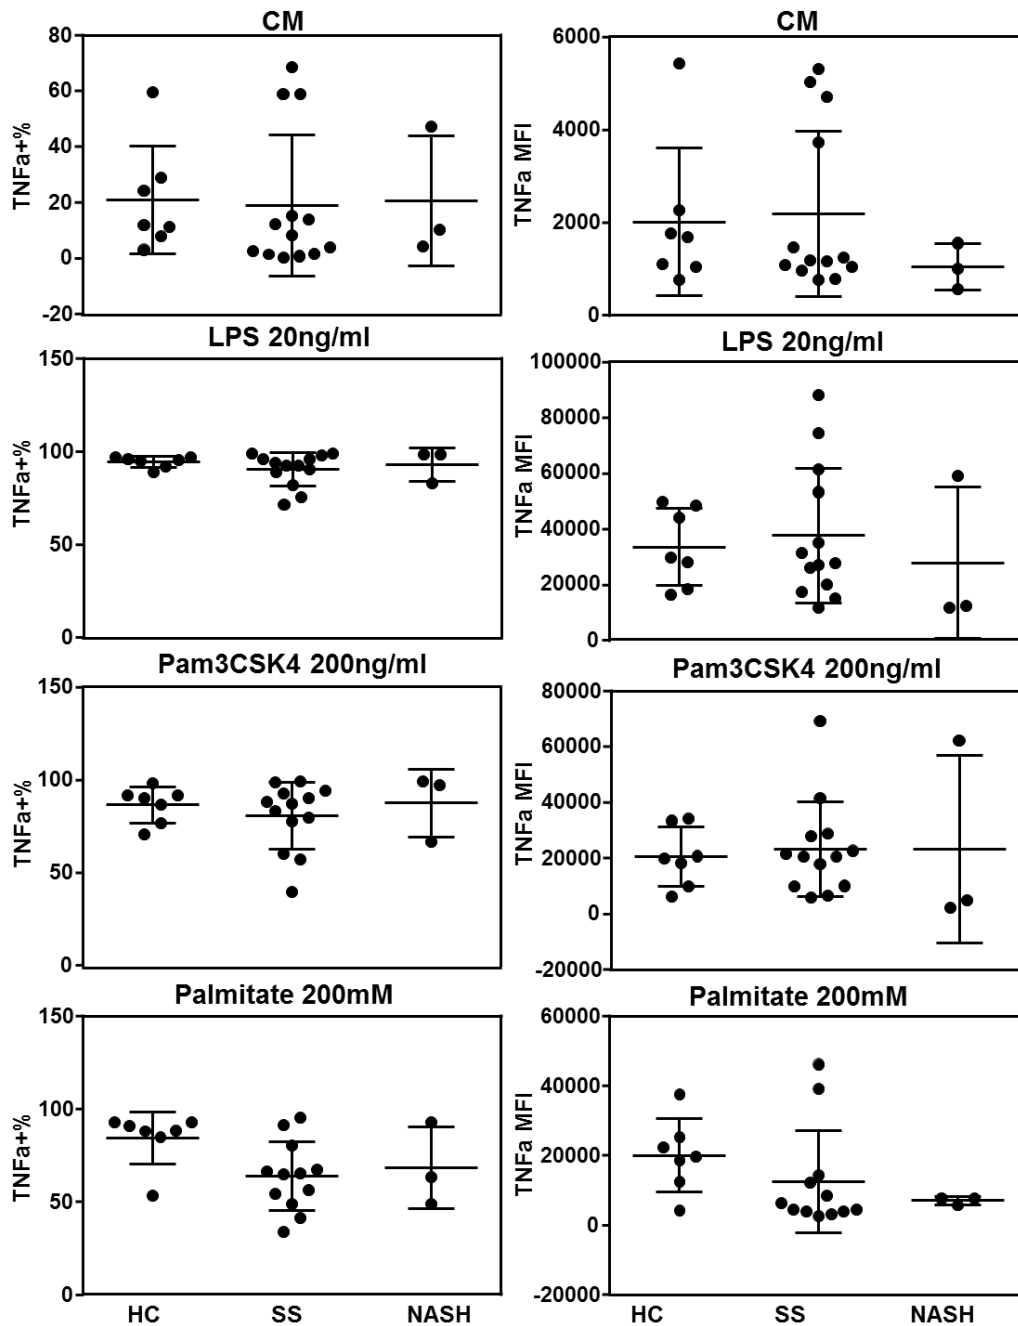 CM
TNFa+%
80
60
40
20
0
-20
CM
TNFa MFI
6000
4000
2000
0
LPS 20ng/ml
TNFa+%
150
100
50
0
LPS 20ng/ml
TNFa MFI
100000
80000
60000
40000
20000
0
Pam3CSK4 200ng/ml
TNFa+%
150
100
50
0
Pam3CSK4 200ng/ml
TNFa MFI
80000
60000
40000
20000
0
-20000
Palmitate 200mM
TNFa+%
150
100
50
0
HC SS NASH
Palmitate 200mM
TNFa MFI
60000
40000
20000
0
-20000
HC SS NASH